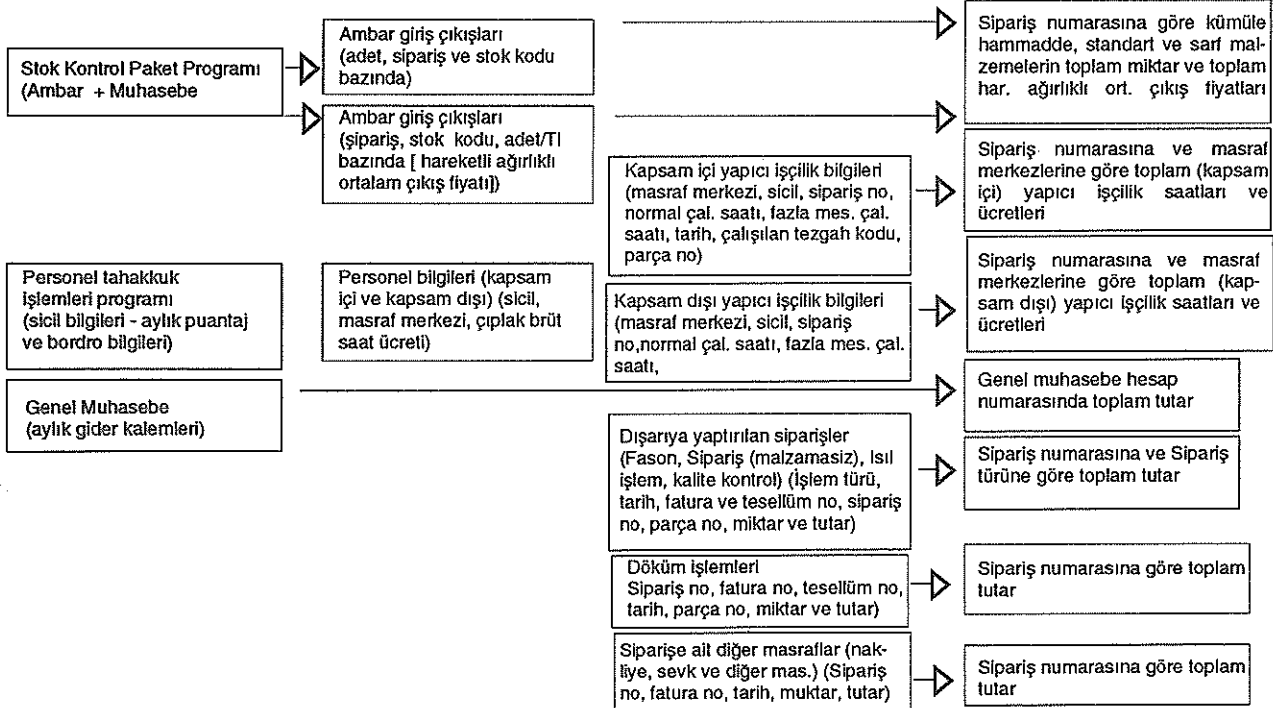 Stok Kontrol Paket Programı
(Ambar + Muhasebe
Ambar giriş çıkışları
(adet, sipariş ve stok kodu
bazında)
Sipariş numarasına göre kümüle
hammadde, standart ve sarf mal-
zemelerin toplam miktar ve toplam
har. ağırlıklı ort. çıkış fiyatları
Ambar giriş çıkışları
(şipariş, stok kodu, adet/Tl
bazında [ hareketli ağırlıklı
ortalam çıkış fiyatı])
Kapsam içi yapıcı işçilik bilgileri
(masraf merkezi, sicil, sipariş no,
normal çal. saatı, fazla mes. çal.
saatı, tarih, çalışılan tezgah kodu,
parça no)
Sipariş numarasına ve masraf
merkezlerine göre toplam (kapsam
içi) yapıcı işçilik saatları ve
ücretleri
Personel tahakkuk
işlemleri programı
(sicil bilgileri - aylık puantaj
ve bordro bilgileri)
Personel bilgileri (kapsam
içi ve kapsam dışı) (sicil,
masraf merkezi, çıplak brüt
saat ücreti)
Kapsam dışı yapıcı işçilik bilgileri
(masraf merkezi, sicil, sipariş
no,normal çal. saatı, fazla mes. çal.
saatı,
Sipariş numarasına ve masraf
merkezlerine göre toplam (kap-
sam dışı) yapıcı işçilik saatları ve
ücretleri
Genel Muhasebe
(aylık gider kalemleri)
Genel muhasebe hesap
numarasında toplam tutar
Dışarıya yaptırılan siparişler
(Fason, Sipariş (malzamasiz), Isıl
işlem, kalite kontrol) (İşlem türü,
tarih, fatura ve tesellüm no, sipariş
no, parça no, miktar ve tutar)
Sipariş numarasına ve Sipariş
türüne göre toplam tutar
Döküm işlemleri
Sipariş no, fatura no, tesellüm no,
tarih, parça no, miktar ve tutar)
Sipariş numarasına göre toplam
tutar
Siparişe ait diğer masraflar (nak-
liye, sevk ve diğer mas.) (Sipariş
no, fatura no, tarih, muktar, tutar)
Sipariş numarasına göre toplam
tutar